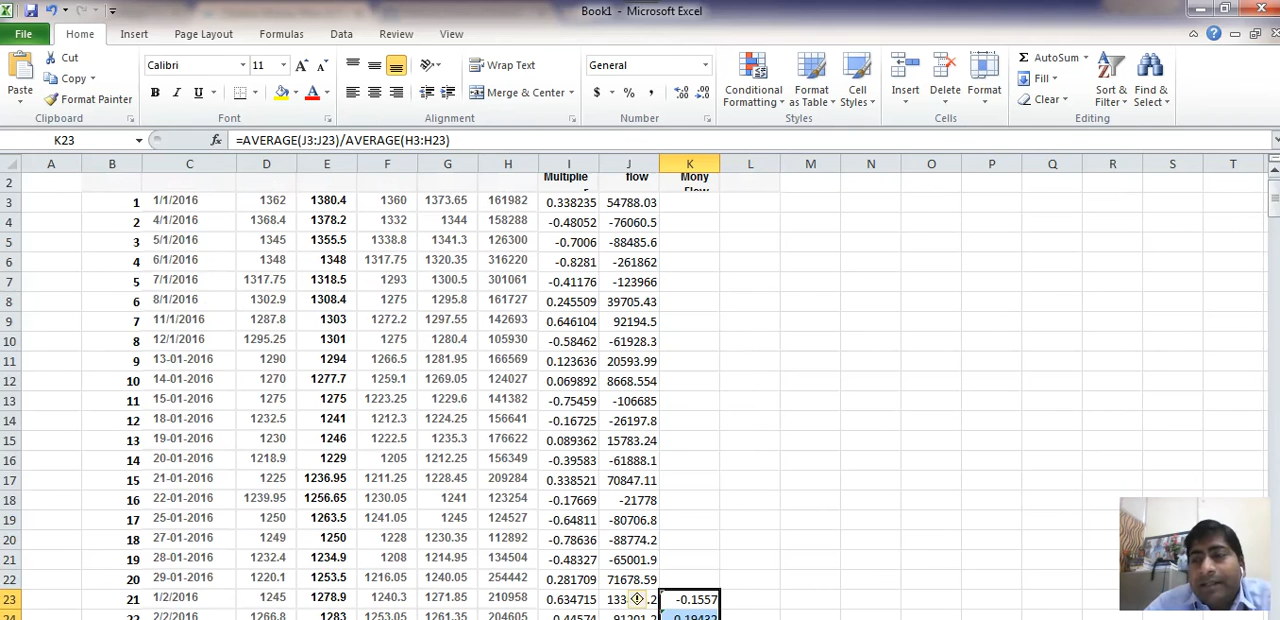 Book1 - Microsoft Excel
File Home Insert Page Layout Formulas Data Review View
Cut
Copy
Format Painter
Paste
Clipboard
Calibri 11
B I U
Font
Wrap Text
Merge & Center
Alignment
General
$ % ,
Number
Conditional Formatting
Format as Table
Cell Styles
Styles
Insert Delete Format
Cells
AutoSum
Fill
Clear
Sort & Filter
Find & Select
Editing
K23 fx =AVERAGE(J3:J23)/AVERAGE(H3:H23)
A B C D E F G H I J K L M N O P Q R S T
2 Multiplie r flow Mony Flow
3 1 1/1/2016 1362 1380.4 1360 1373.65 161982 0.338235 54788.03
4 2 4/1/2016 1368.4 1378.2 1332 1344 158288 -0.48052 -76060.5
5 3 5/1/2016 1345 1355.5 1338.8 1341.3 126300 -0.7006 -88485.6
6 4 6/1/2016 1348 1348 1317.75 1320.35 316220 -0.8281 -261862
7 5 7/1/2016 1317.75 1318.5 1293 1300.5 301061 -0.41176 -123966
8 6 8/1/2016 1302.9 1308.4 1275 1295.8 161727 0.245509 39705.43
9 7 11/1/2016 1287.8 1303 1272.2 1297.55 142693 0.646104 92194.5
10 8 12/1/2016 1295.25 1301 1275 1280.4 105930 -0.58462 -61928.3
11 9 13-01-2016 1290 1294 1266.5 1281.95 166569 0.123636 20593.99
12 10 14-01-2016 1270 1277.7 1259.1 1269.05 124027 0.069892 8668.554
13 11 15-01-2016 1275 1275 1223.25 1229.6 141382 -0.75459 -106685
14 12 18-01-2016 1232.5 1241 1212.3 1224.25 156641 -0.16725 -26197.8
15 13 19-01-2016 1230 1246 1222.5 1235.3 176622 0.089362 15783.24
16 14 20-01-2016 1218.9 1229 1205 1212.25 156349 -0.39583 -61888.1
17 15 21-01-2016 1225 1236.95 1211.25 1228.45 209284 0.338521 70847.11
18 16 22-01-2016 1239.95 1256.65 1230.05 1241 123254 -0.17669 -21778
19 17 25-01-2016 1250 1263.5 1241.05 1245 124527 -0.64811 -80706.8
20 18 27-01-2016 1249 1250 1228 1230.35 112892 -0.78636 -88774.2
21 19 28-01-2016 1232.4 1234.9 1208 1214.95 134504 -0.48327 -65001.9
22 20 29-01-2016 1220.1 1253.5 1216.05 1240.05 254442 0.281709 71678.59
23 21 1/2/2016 1245 1278.9 1240.3 1271.85 210558 0.634715 133 .2 -0.1557
24 22 2/2/2016 1266.8 1283 1253.05 1261.35 204605